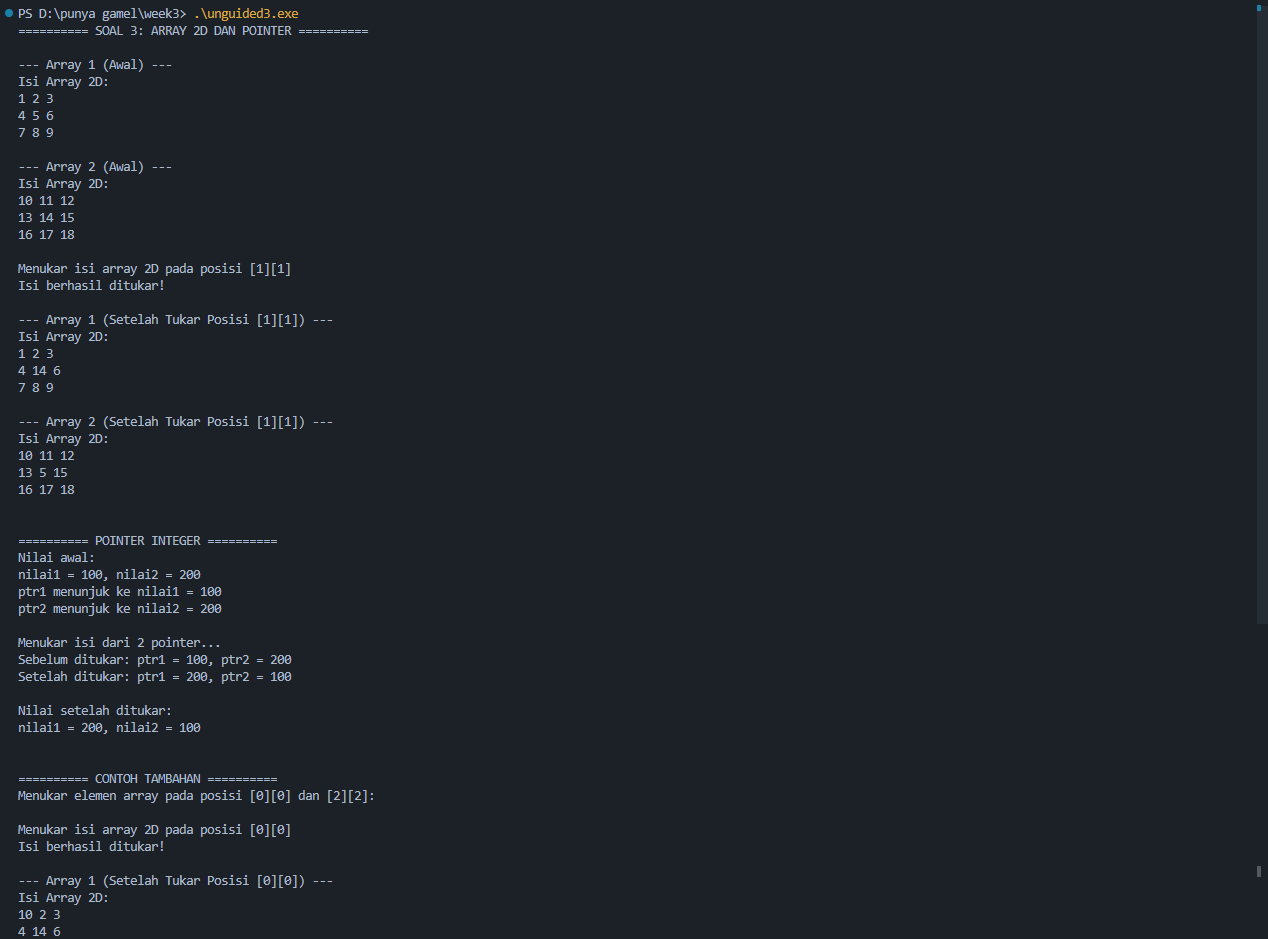 PS D:\punya gamel\week3> .\unguided3.exe
========== SOAL 3: ARRAY 2D DAN POINTER ==========
--- Array 1 (Awal) ---
Isi Array 2D:
1 2 3
4 5 6
7 8 9
--- Array 2 (Awal) ---
Isi Array 2D:
10 11 12
13 14 15
16 17 18
Menukar isi array 2D pada posisi [1][1]
Isi berhasil ditukar!
--- Array 1 (Setelah Tukar Posisi [1][1]) ---
Isi Array 2D:
1 2 3
4 14 6
7 8 9
--- Array 2 (Setelah Tukar Posisi [1][1]) ---
Isi Array 2D:
10 11 12
13 5 15
16 17 18
========== POINTER INTEGER ==========
Nilai awal:
nilai1 = 100, nilai2 = 200
ptr1 menunjuk ke nilai1 = 100
ptr2 menunjuk ke nilai2 = 200
Menukar isi dari 2 pointer...
Sebelum ditukar: ptr1 = 100, ptr2 = 200
Setelah ditukar: ptr1 = 200, ptr2 = 100
Nilai setelah ditukar:
nilai1 = 200, nilai2 = 100
========== CONTOH TAMBAHAN ==========
Menukar elemen array pada posisi [0][0] dan [2][2]:
Menukar isi array 2D pada posisi [0][0]
Isi berhasil ditukar!
--- Array 1 (Setelah Tukar Posisi [0][0]) ---
Isi Array 2D:
10 2 3
4 14 6